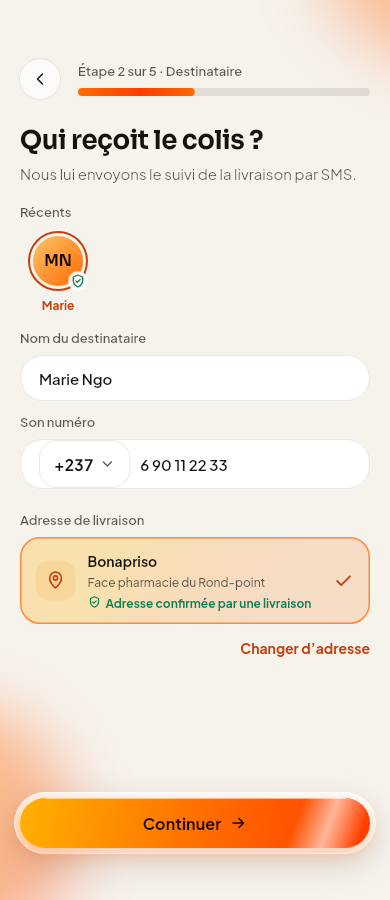 Étape 2 sur 5 · Destinataire
Qui reçoit le colis ?
Nous lui envoyons le suivi de la livraison par SMS.
Récents
MN
Marie
Nom du destinataire
Marie Ngo
Son numéro
+237 6 90 11 22 33
Adresse de livraison
Bonapriso
Face pharmacie du Rond-point
Adresse confirmée par une livraison
Changer d’adresse
Continuer →